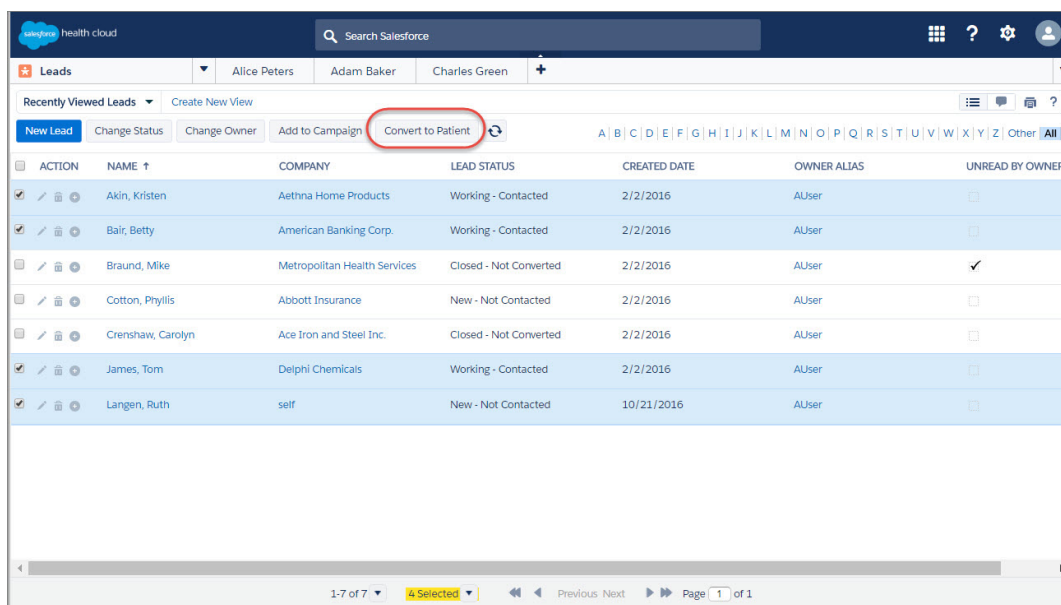 salesforce health cloud Search Salesforce ?
Leads Alice Peters Adam Baker Charles Green +
Recently Viewed Leads Create New View ?
New Lead Change Status Change Owner Add to Campaign Convert to Patient A | B | C | D | E | F | G | H | I | J | K | L | M | N | O | P | Q | R | S | T | U | V | W | X | Y | Z | Other All
ACTION NAME ↑ COMPANY LEAD STATUS CREATED DATE OWNER ALIAS UNREAD BY OWNER
Akin, Kristen Aethna Home Products Working - Contacted 2/2/2016 AUser
Bair, Betty American Banking Corp. Working - Contacted 2/2/2016 AUser
Braund, Mike Metropolitan Health Services Closed - Not Converted 2/2/2016 AUser
Cotton, Phyllis Abbott Insurance New - Not Contacted 2/2/2016 AUser
Crenshaw, Carolyn Ace Iron and Steel Inc. Closed - Not Converted 2/2/2016 AUser
James, Tom Delphi Chemicals Working - Contacted 2/2/2016 AUser
Langen, Ruth self New - Not Contacted 10/21/2016 AUser
1-7 of 7 4 Selected Previous Next Page 1 of 1